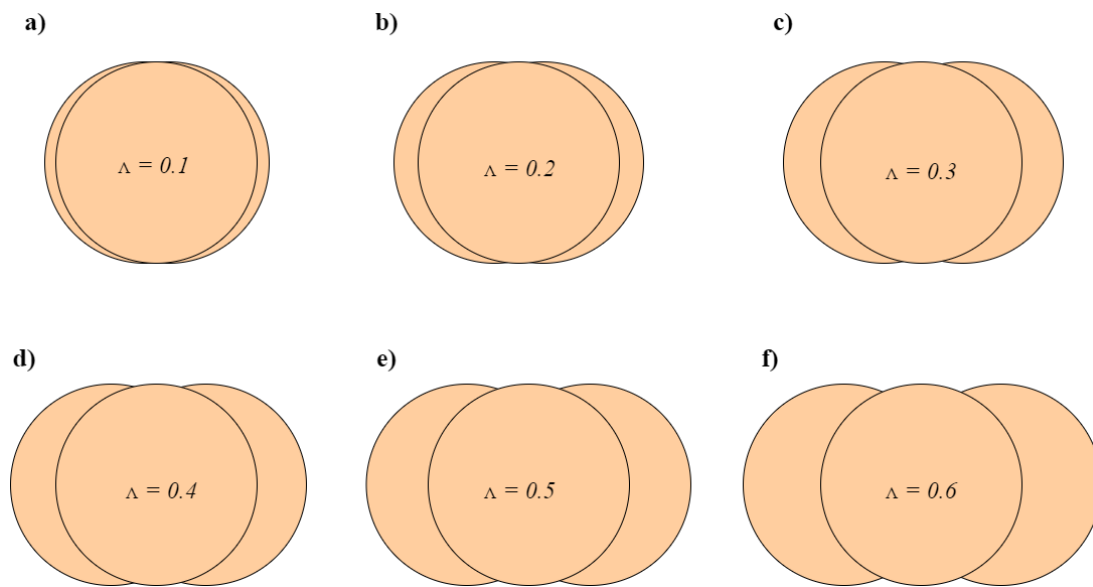 a)
b)
c)
Λ = 0.1
Λ = 0.2
Λ = 0.3
d)
e)
f)
Λ = 0.4
Λ = 0.5
Λ = 0.6